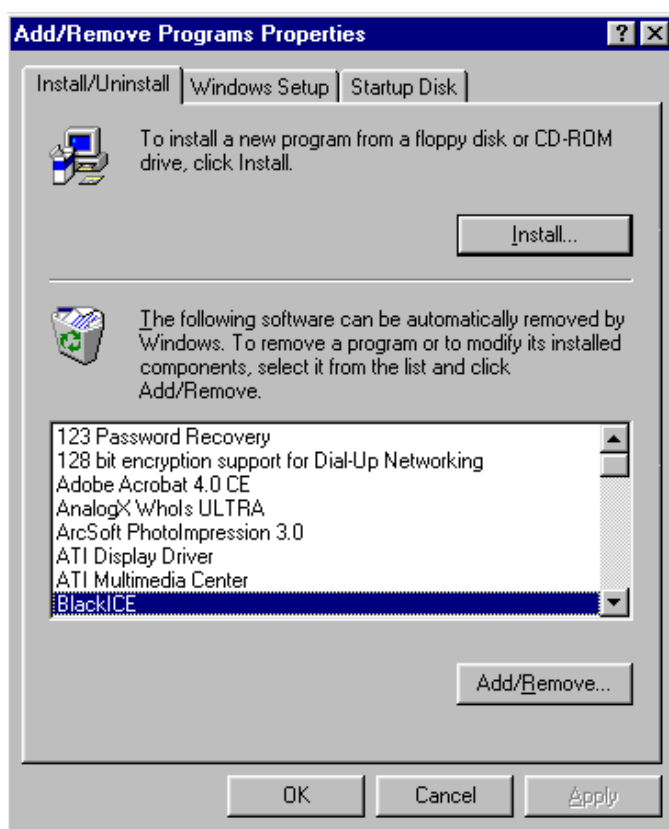 Add/Remove Programs Properties
Install/Uninstall Windows Setup Startup Disk
To install a new program from a floppy disk or CD-ROM
drive, click Install.
Install...
The following software can be automatically removed by
Windows. To remove a program or to modify its installed
components, select it from the list and click
Add/Remove.
123 Password Recovery
128 bit encryption support for Dial-Up Networking
Adobe Acrobat 4.0 CE
AnalogX WhoIs ULTRA
ArcSoft PhotoImpression 3.0
ATI Display Driver
ATI Multimedia Center
BlackICE
Add/Remove...
OK Cancel Apply